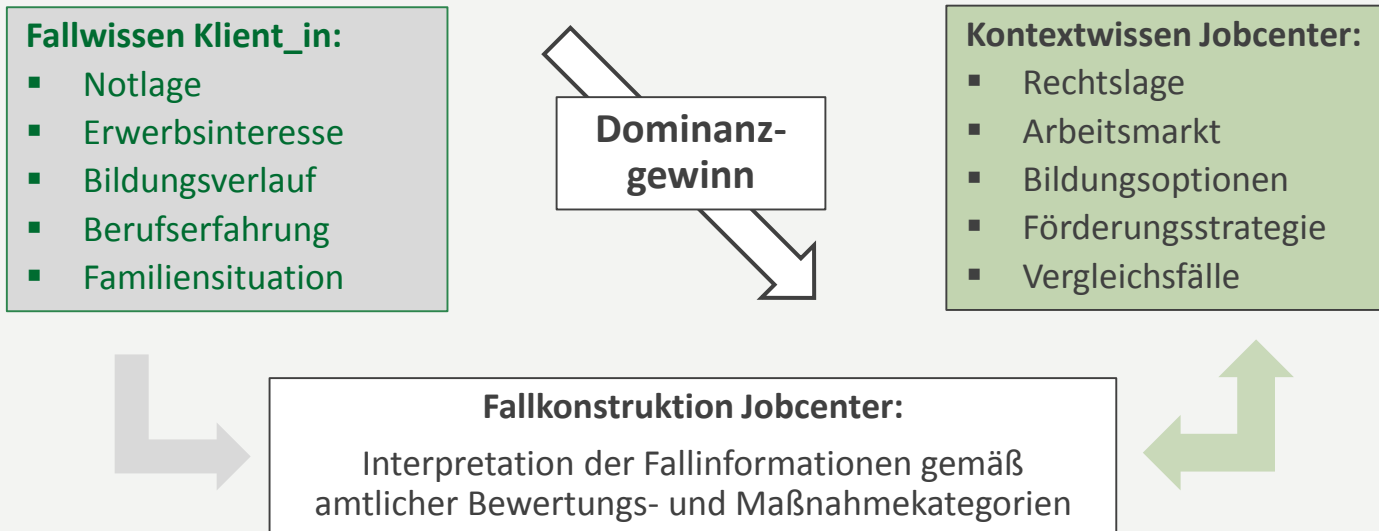 Fallwissen Klient_in:
▪ Notlage
▪ Erwerbsinteresse
▪ Bildungsverlauf
▪ Berufserfahrung
▪ Familiensituation
Dominanz-
gewinn
Kontextwissen Jobcenter:
▪ Rechtslage
▪ Arbeitsmarkt
▪ Bildungsoptionen
▪ Förderungsstrategie
▪ Vergleichsfälle
Fallkonstruktion Jobcenter:
Interpretation der Fallinformationen gemäß
amtlicher Bewertungs- und Maßnahmekategorien